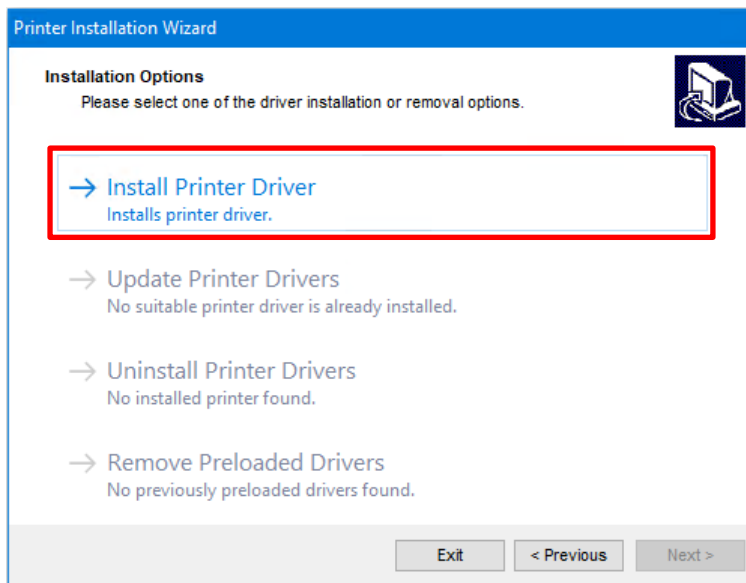 Printer Installation Wizard
Installation Options
Please select one of the driver installation or removal options.
Install Printer Driver
Installs printer driver.
Update Printer Drivers
No suitable printer driver is already installed.
Uninstall Printer Drivers
No installed printer found.
Remove Preloaded Drivers
No previously preloaded drivers found.
Exit < Previous Next >